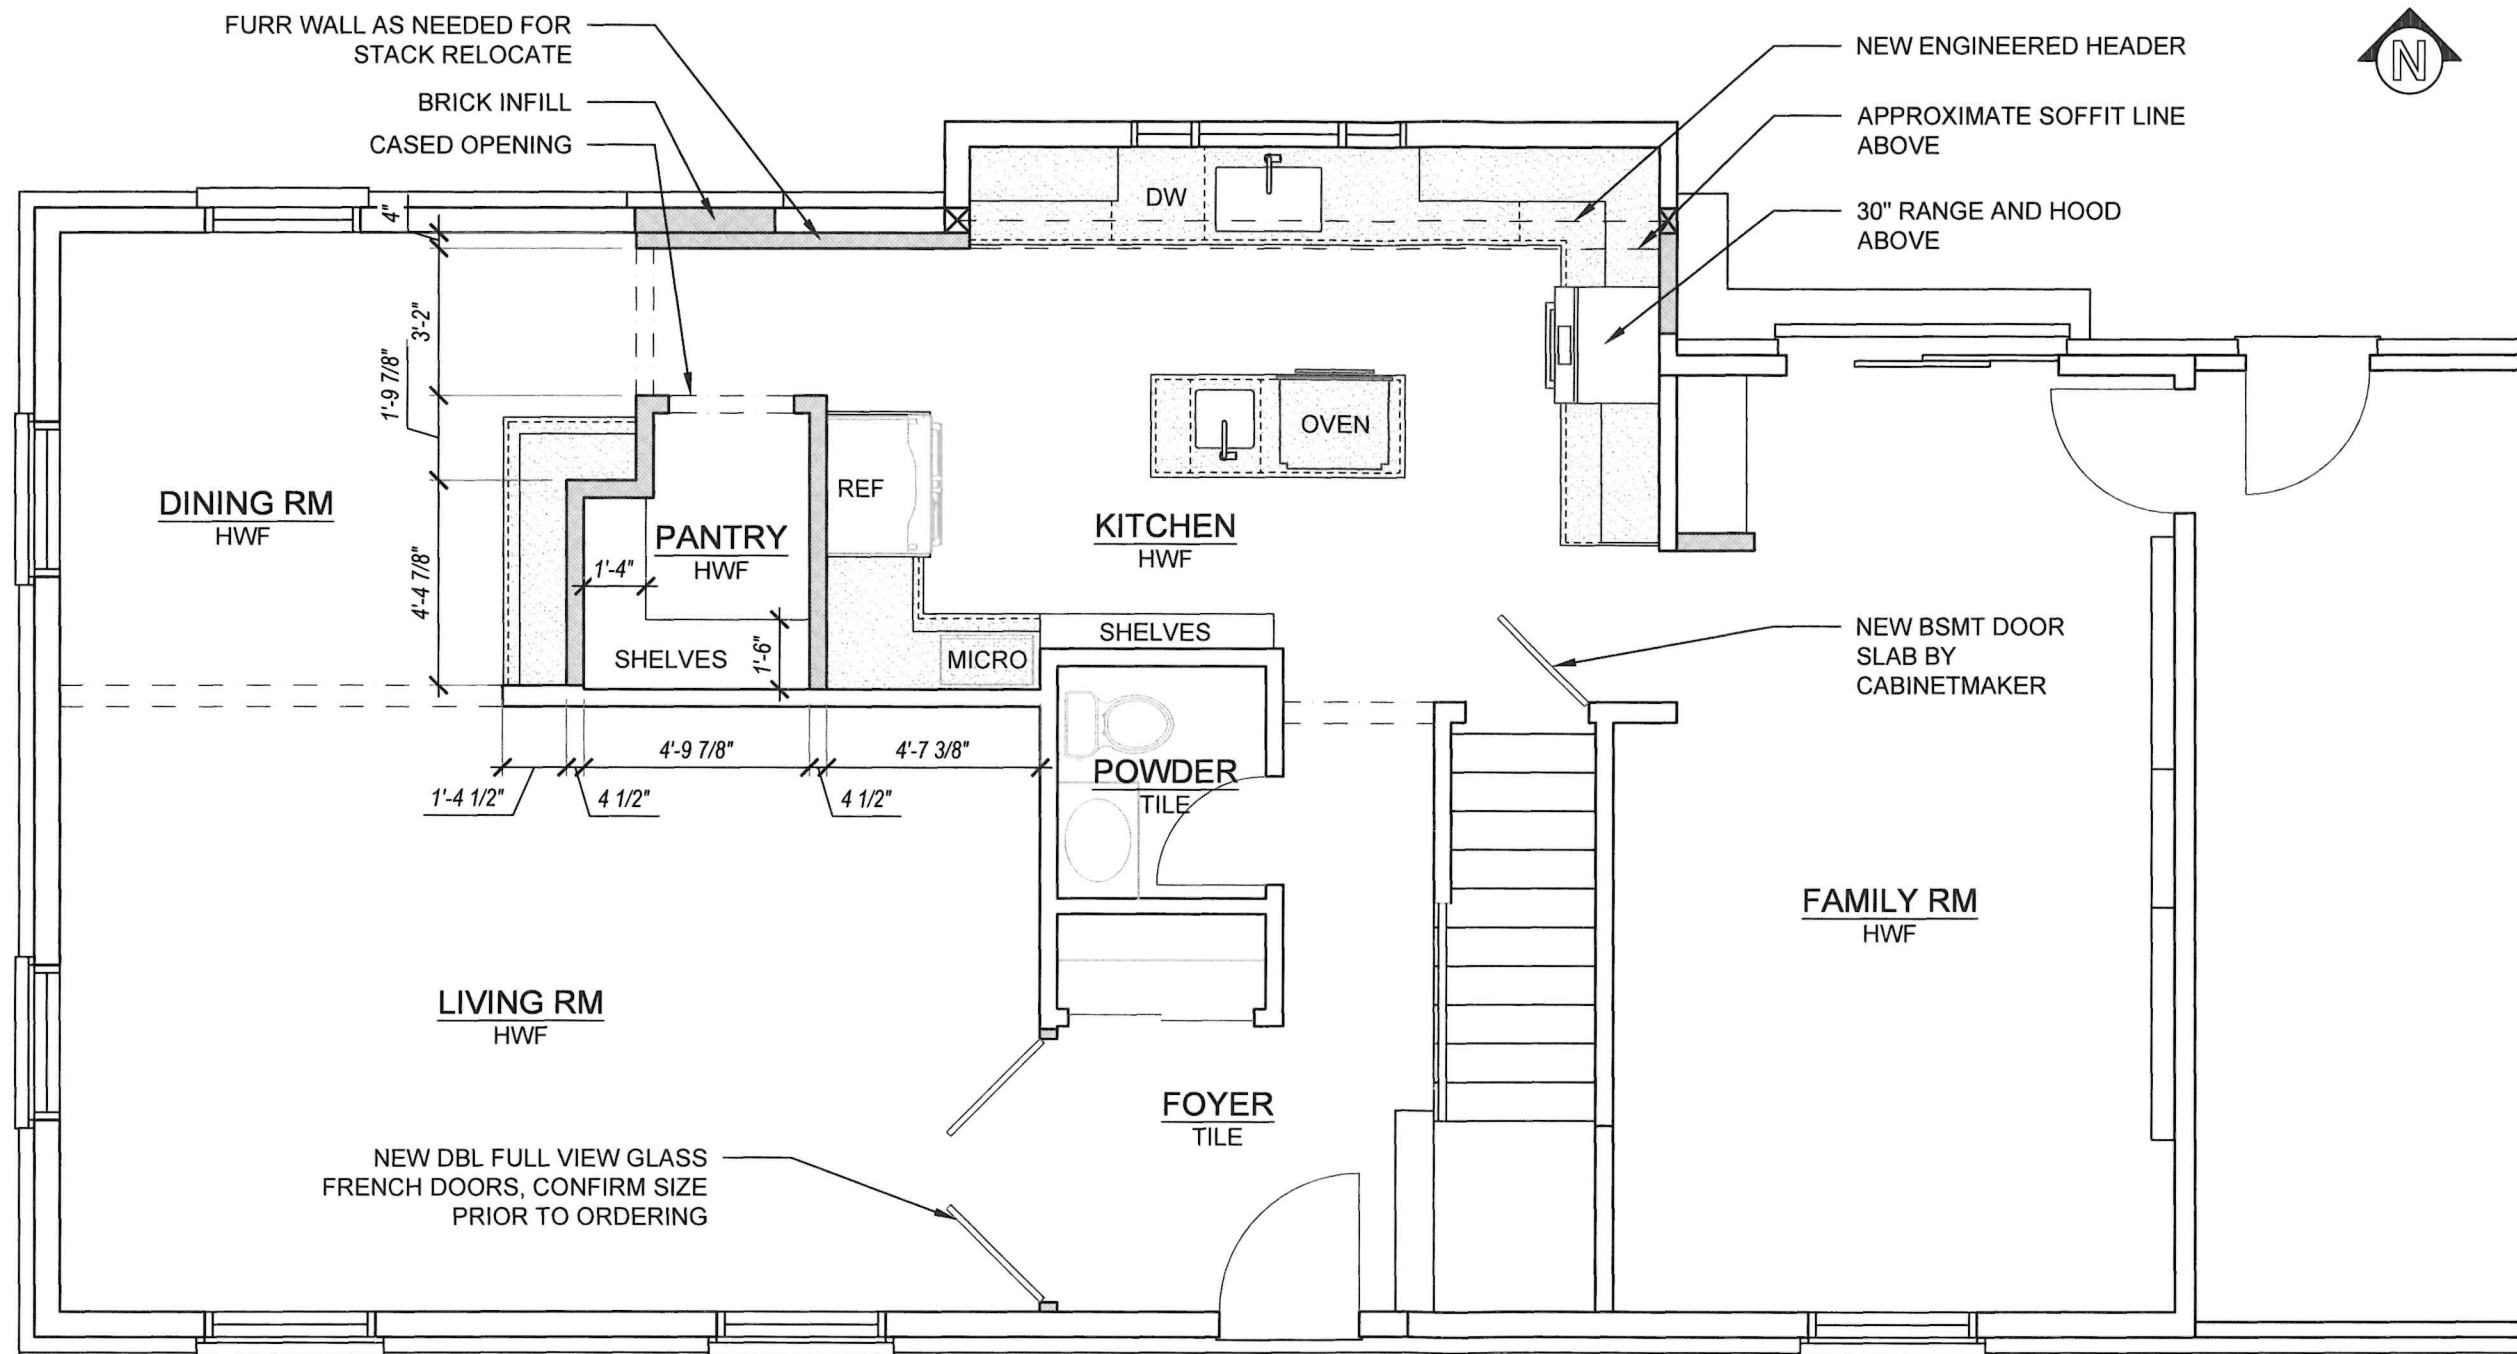 FURR WALL AS NEEDED FOR
STACK RELOCATE
BRICK INFILL
CASED OPENING
NEW ENGINEERED HEADER
APPROXIMATE SOFFIT LINE
ABOVE
30" RANGE AND HOOD
ABOVE
N
DW
4"
3'-2"
1'-9 7/8"
4'-4 7/8"
OVEN
REF
DINING RM
HWF
PANTRY
HWF
KITCHEN
HWF
1'-4"
1'-6"
SHELVES
MICRO
SHELVES
NEW BSMT DOOR
SLAB BY
CABINETMAKER
4'-9 7/8"
4'-7 3/8"
1'-4 1/2"
4 1/2"
4 1/2"
POWDER
TILE
FAMILY RM
HWF
LIVING RM
HWF
FOYER
TILE
NEW DBL FULL VIEW GLASS
FRENCH DOORS, CONFIRM SIZE
PRIOR TO ORDERING